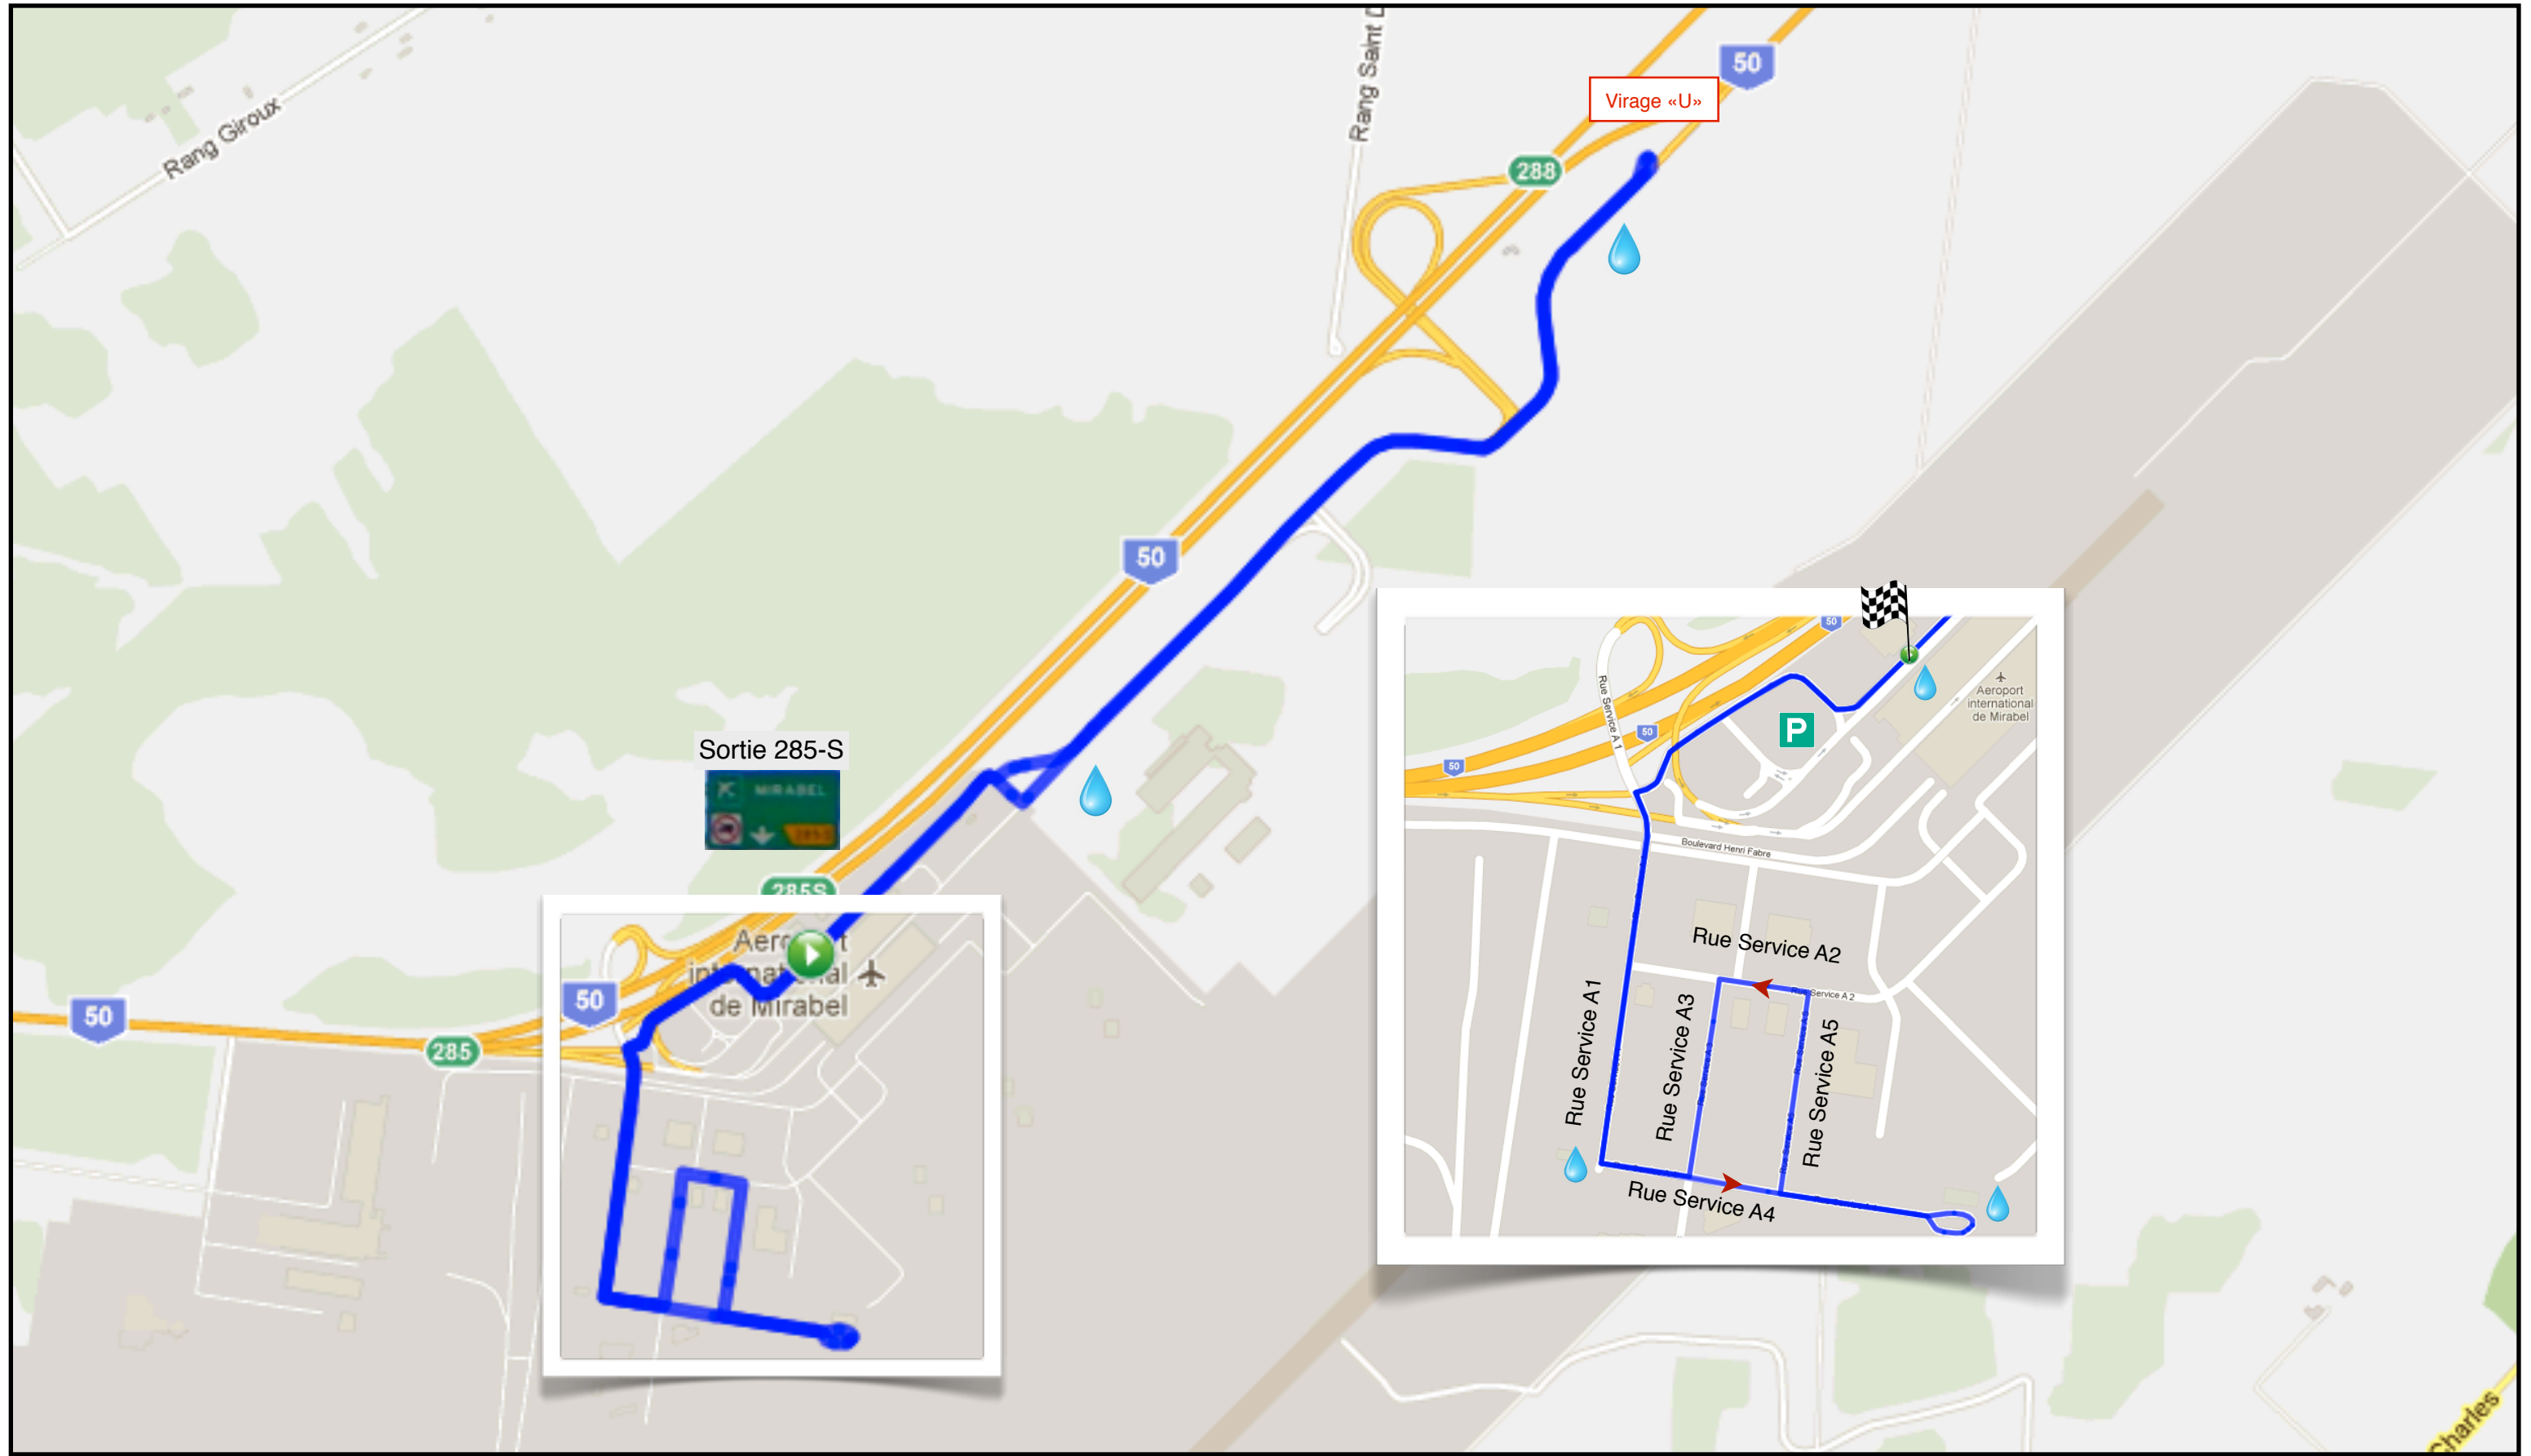 Rang Giroux
Rang Saint D
50
Virage «U»
288
50
Sortie 285-S
MIRABEL
285S
50
285
50
Aeroport
international
de Mirabel
50
50
50
Rue Service A 1
P
Aeroport
international
de Mirabel
Boulevard Henri Fabre
Rue Service A2
Rue Service A 2
Rue Service A1
Rue Service A3
Rue Service A5
Rue Service A4
Charles